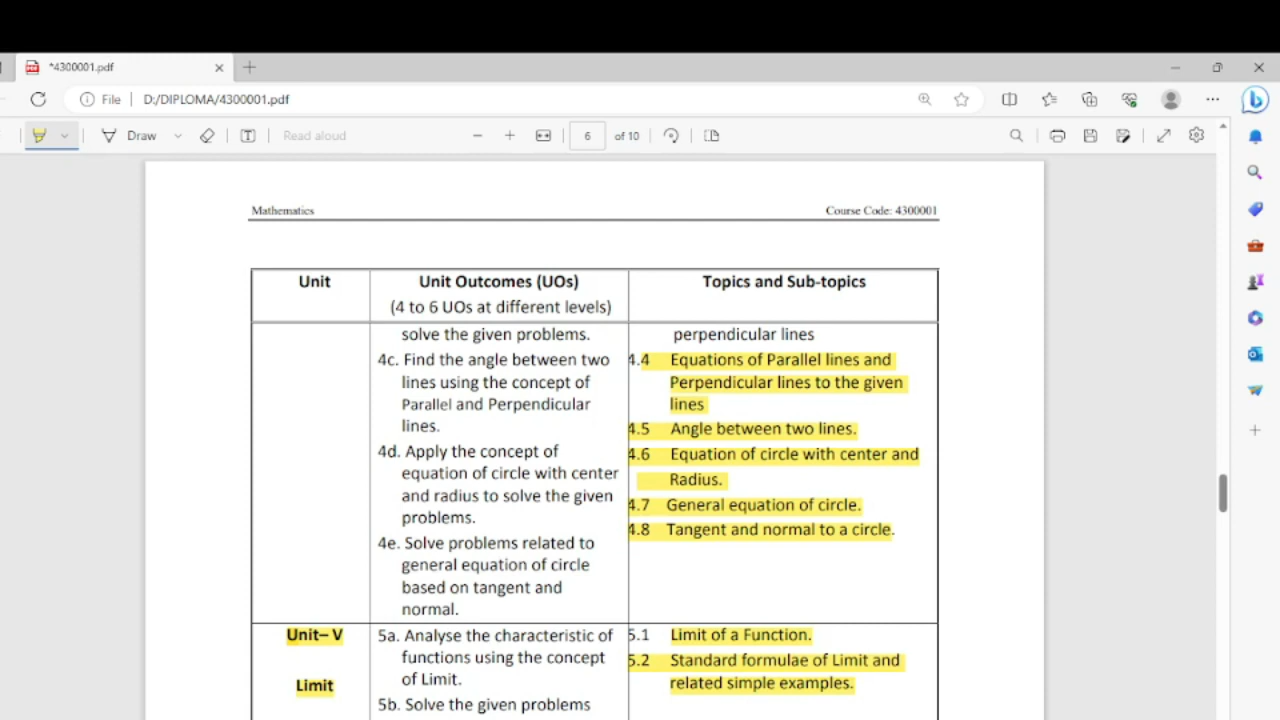 *4300001.pdf
File D:/DIPLOMA/4300001.pdf
Draw Read aloud 6 of 10
Mathematics Course Code: 4300001
Unit Unit Outcomes (UOs) Topics and Sub-topics
(4 to 6 UOs at different levels)
solve the given problems.
4c. Find the angle between two
lines using the concept of
Parallel and Perpendicular
lines.
4d. Apply the concept of
equation of circle with center
and radius to solve the given
problems.
4e. Solve problems related to
general equation of circle
based on tangent and
normal.
perpendicular lines
4.4 Equations of Parallel lines and
Perpendicular lines to the given
lines
4.5 Angle between two lines.
4.6 Equation of circle with center and
Radius.
4.7 General equation of circle.
4.8 Tangent and normal to a circle.
Unit– V
Limit
5a. Analyse the characteristic of
functions using the concept
of Limit.
5b. Solve the given problems
5.1 Limit of a Function.
5.2 Standard formulae of Limit and
related simple examples.